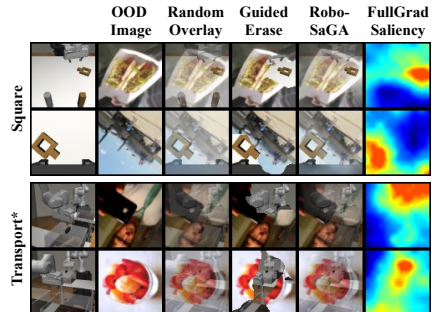 OOD Random Guided Robo- FullGrad
Image Overlay Erase SaGA Saliency
Square
Transport*